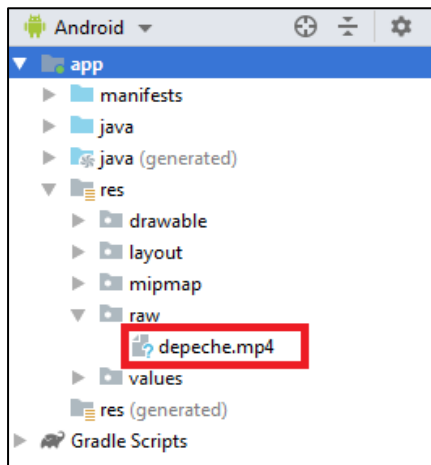 Android
app
manifests
java
java (generated)
res
drawable
layout
mipmap
raw
depeche.mp4
values
res (generated)
Gradle Scripts